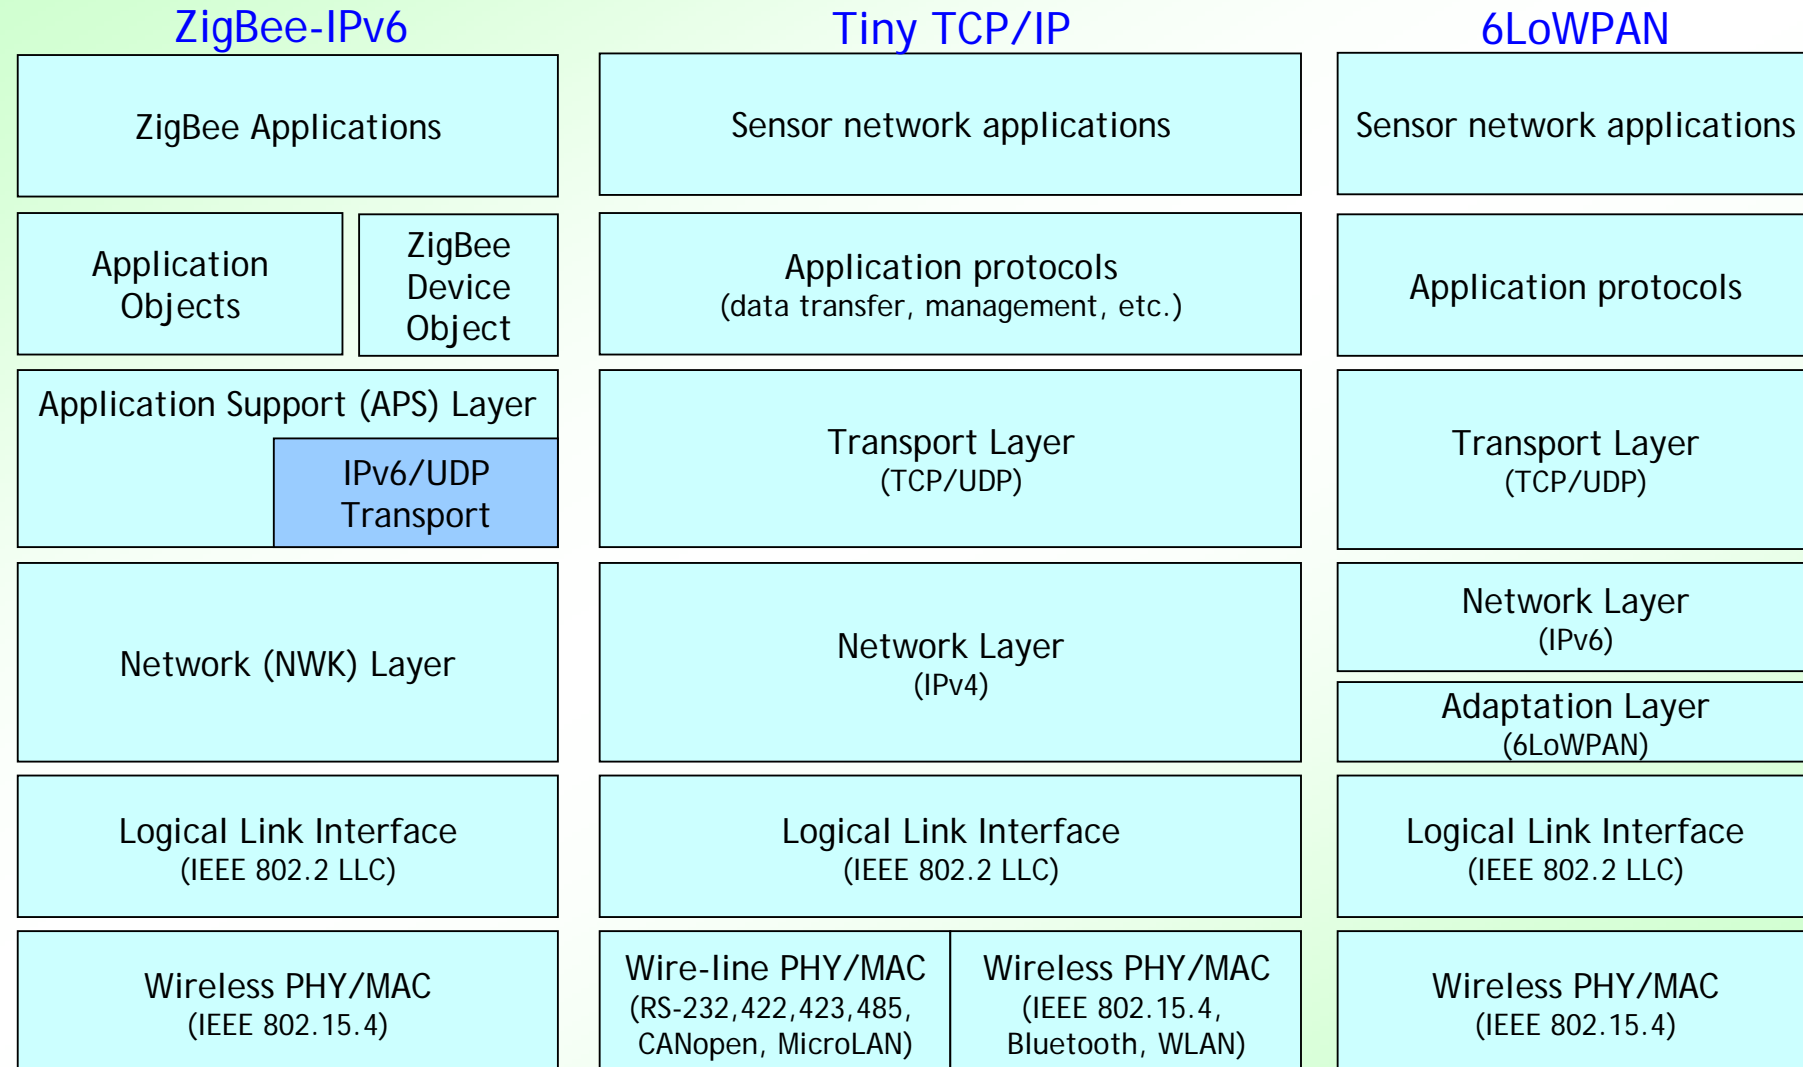 ZigBee-IPv6
ZigBee Applications
Application
Objects
ZigBee
Device
Object
Application Support (APS) Layer
IPv6/UDP
Transport
Network (NWK) Layer
Logical Link Interface
(IEEE 802.2 LLC)
Wireless PHY/MAC
(IEEE 802.15.4)
Tiny TCP/IP
Sensor network applications
Application protocols
(data transfer, management, etc.)
Transport Layer
(TCP/UDP)
Network Layer
(IPv4)
Logical Link Interface
(IEEE 802.2 LLC)
Wire-line PHY/MAC
(RS-232,422,423,485,
CANopen, MicroLAN)
Wireless PHY/MAC
(IEEE 802.15.4,
Bluetooth, WLAN)
6LoWPAN
Sensor network applications
Application protocols
Transport Layer
(TCP/UDP)
Network Layer
(IPv6)
Adaptation Layer
(6LoWPAN)
Logical Link Interface
(IEEE 802.2 LLC)
Wireless PHY/MAC
(IEEE 802.15.4)